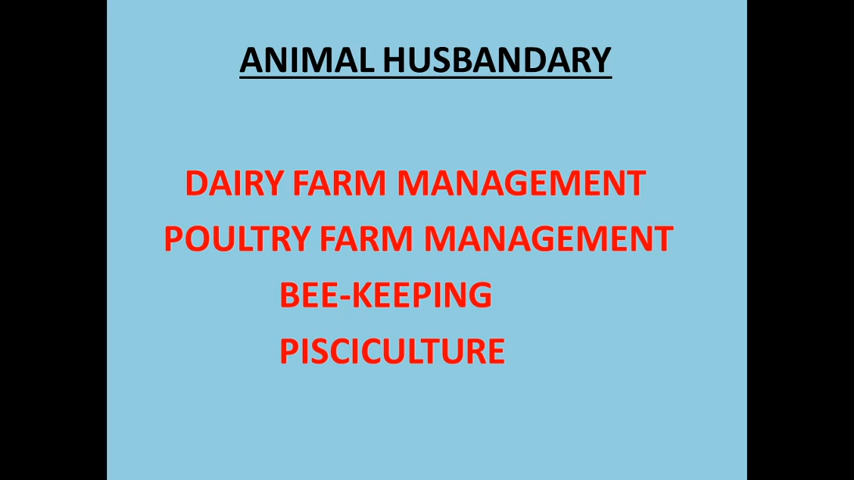 ANIMAL HUSBANDARY
DAIRY FARM MANAGEMENT
POULTRY FARM MANAGEMENT
BEE-KEEPING
PISCICULTURE